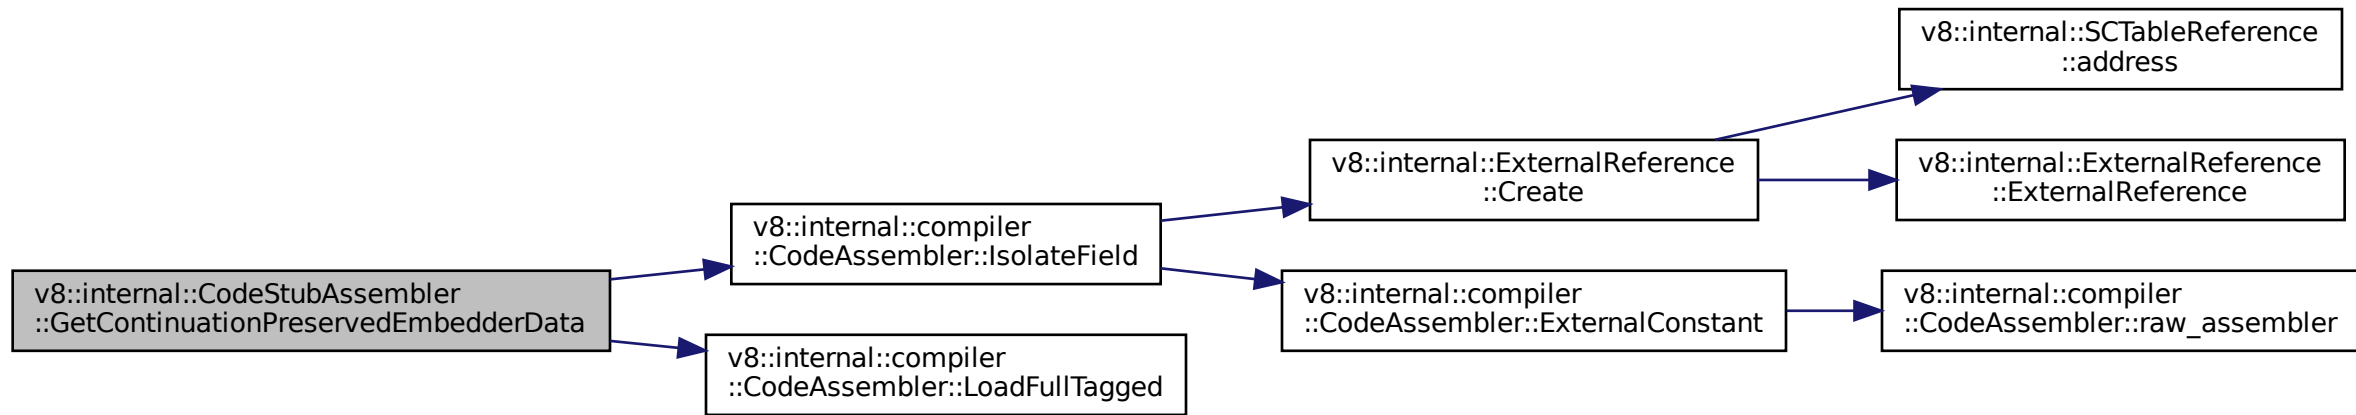 v8::internal::CodeStubAssembler
::GetContinuationPreservedEmbedderData
v8::internal::compiler
::CodeAssembler::IsolateField
v8::internal::compiler
::CodeAssembler::LoadFullTagged
v8::internal::ExternalReference
::Create
v8::internal::compiler
::CodeAssembler::ExternalConstant
v8::internal::SCTableReference
::address
v8::internal::ExternalReference
::ExternalReference
v8::internal::compiler
::CodeAssembler::raw_assembler